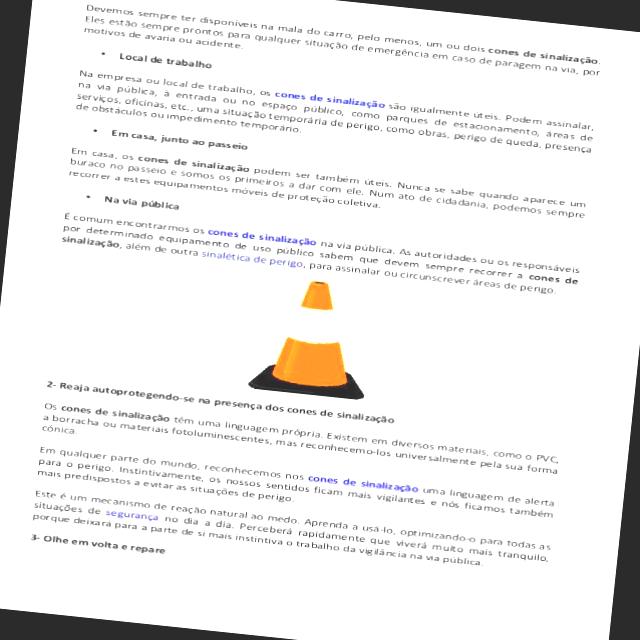 Devemos sempre ter disponíveis na mala do carro, pelo menos, um ou dois cones de sinalização.
Eles estão sempre prontos para qualquer situação de emergência em caso de paragem na via, por
motivos de avaria ou acidente.
• Local de trabalho
Na empresa ou local de trabalho, os cones de sinalização são igualmente úteis. Podem assinalar,
na via pública, à entrada ou no espaço público, como parques de estacionamento, áreas de
serviços, oficinas, etc., uma situação temporária de perigo, como obras, perigo de queda, presença
de obstáculos ou impedimento temporário.
• Em casa, junto ao passeio
Em casa, os cones de sinalização podem ser também úteis. Nunca se sabe quando aparece um
buraco no passeio e somos os primeiros a dar com ele. Num ato de cidadania, podemos sempre
recorrer a estes equipamentos móveis de proteção coletiva.
• Na via pública
É comum encontrarmos os cones de sinalização na via pública. As autoridades ou os responsáveis
por determinado equipamento de uso público sabem que devem sempre recorrer a cones de
sinalização, além de outra sinalética de perigo, para assinalar ou circunscrever áreas de perigo.
2- Reaja autoprotegendo-se na presença dos cones de sinalização
Os cones de sinalização têm uma linguagem própria. Existem em diversos materiais, como o PVC,
a borracha ou materiais fotoluminescentes, mas reconhecemo-los universalmente pela sua forma
cónica.
Em qualquer parte do mundo, reconhecemos nos cones de sinalização uma linguagem de alerta
para o perigo. Instintivamente, os nossos sentidos ficam mais vigilantes e nós ficamos também
mais predispostos a evitar as situações de perigo.
Este é um mecanismo de reação natural ao medo. Aprenda a usá-lo, optimizando-o para todas as
situações de segurança no dia a dia. Perceberá rapidamente que viverá muito mais tranquilo,
porque deixará para a parte de si mais instintiva o trabalho da vigilância na via pública.
3- Olhe em volta e repare